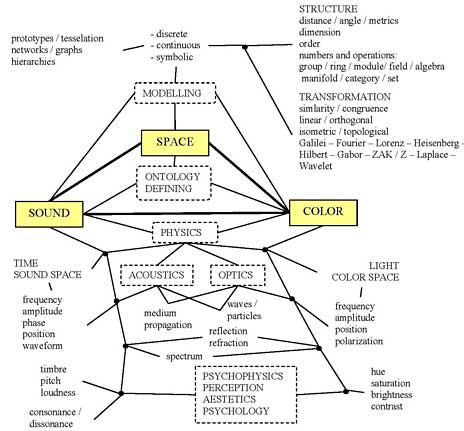 STRUCTURE
distance / angle / metrics
dimension
order
numbers and operations:
group / ring / module/ field / algebra
manifold / category / set
prototypes / tesselation
networks / graphs
hierarchies
- discrete
- continuous
- symbolic
TRANSFORMATION
simlarity / congruence
linear / orthogonal
isometric / topological
Galilei – Fourier – Lorenz – Heisenberg -
Hilbert – Gabor – ZAK / Z – Laplace -
Wavelet
MODELLING
SPACE
ONTOLOGY
DEFINING
SOUND
COLOR
PHYSICS
TIME
SOUND SPACE
ACOUSTICS
OPTICS
LIGHT
COLOR SPACE
frequency
amplitude
phase
position
waveform
medium
propagation
waves /
particles
frequency
amplitude
position
polarization
reflection
refraction
spectrum
timbre
pitch
loudness
consonance /
dissonance
PSYCHOPHYSICS
PERCEPTION
AESTETICS
PSYCHOLOGY
hue
saturation
brightness
contrast